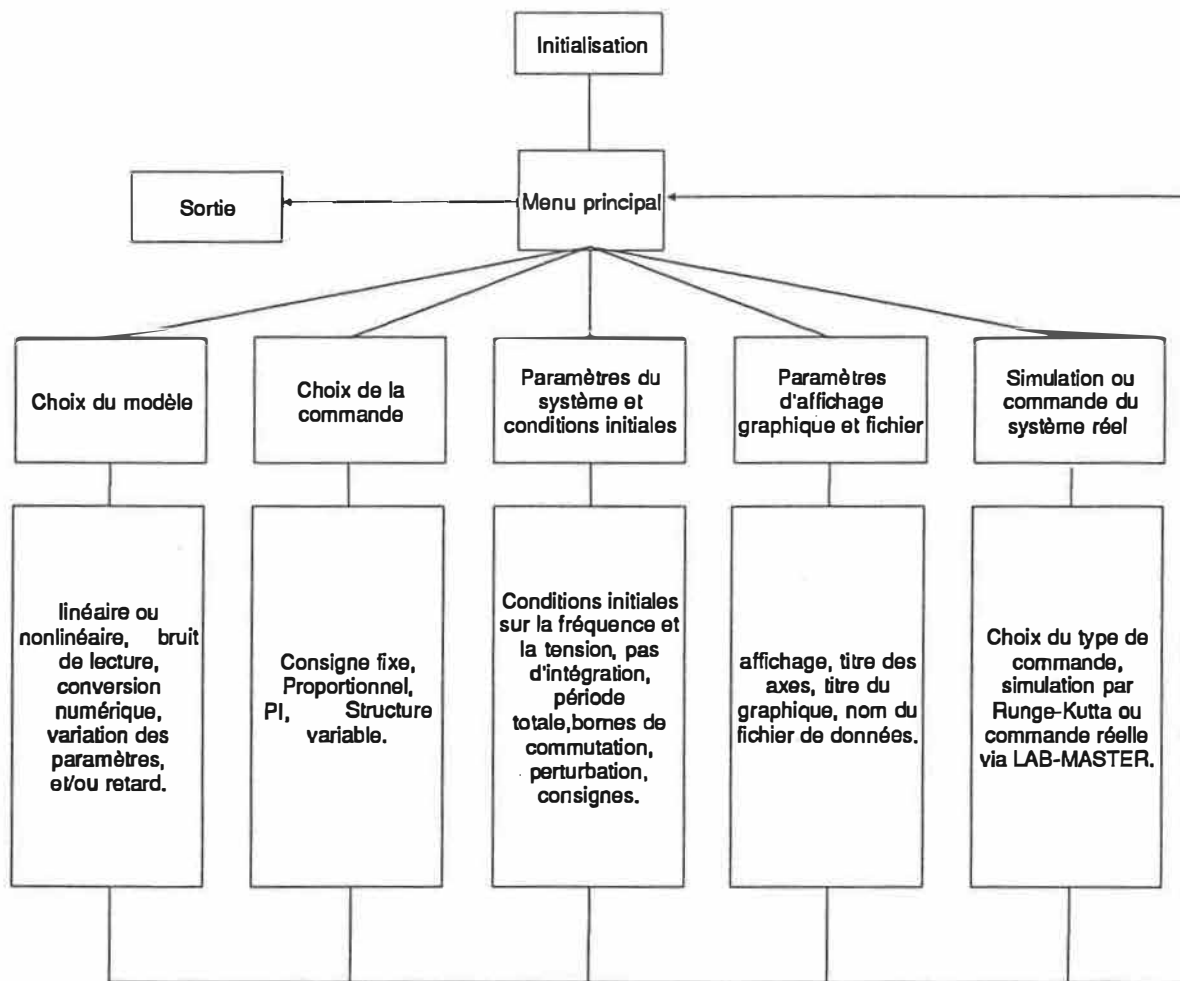 Initialisation
Sortie
Menu principal
Choix du modèle
Choix de la
commande
Paramètres du
système et
conditions initiales
Paramètres
d'affichage
graphique et fichier
Simulation ou
commande du
système réel
linéaire ou
nonlinéaire, bruit
de lecture,
conversion
numérique,
variation des
paramètres,
et/ou retard.
Consigne fixe,
Proportionnel,
PI, Structure
variable.
Conditions initiales
sur la fréquence et
la tension, pas
d'intégration,
période
totale,bornes de
commutation,
perturbation,
consignes.
affichage, titre des
axes, titre du
graphique, nom du
fichier de données.
Choix du type de
commande,
simulation par
Runge-Kutta ou
commande réelle
via LAB-MASTER.